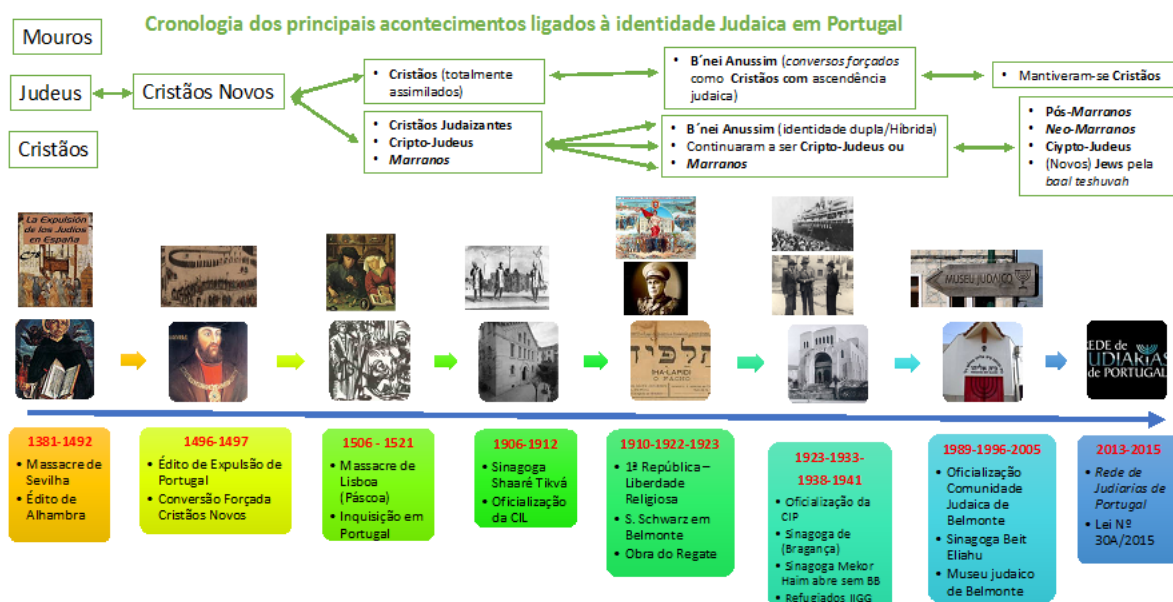 Cronologia dos principais acontecimentos ligados à identidade Judaica em Portugal
Mouros
Judeus
Cristãos
Cristãos Novos
• Cristãos (totalmente
assimilados)
• Cristãos Judaizantes
• Cripto-Judeus
• Marranos
• B´nei Anussim (conversos forçados
como Cristãos com ascendência
judaica)
• B´nei Anussim (identidade dupla/Híbrida)
• Continuaram a ser Cripto-Judeus ou
• Marranos
• Mantiveram-se Cristãos
• Pós-Marranos
• Neo-Marranos
• Ciypto-Judeus
• (Novos) Jews pela
baal teshuvah
La Expulsión
de los Judíos
en España
MUSEU JUDAICO
תלפיד
HA-LAPID
O FACHO
REDE de
JUDIARIAS
de PORTUGAL
1381-1492
• Massacre de
Sevilha
• Édito de
Alhambra
1496-1497
• Édito de Expulsão de
Portugal
• Conversão Forçada
Cristãos Novos
1506 - 1521
• Massacre de
Lisboa
(Páscoa)
• Inquisição em
Portugal
1906-1912
• Sinagoga
Shaaré Tikvá
• Oficialização
da CIL
1910-1922-1923
• 1ª República –
Liberdade
Religiosa
• S. Schwarz em
Belmonte
• Obra do Regate
1923-1933-
1938-1941
• Oficialização da
CIP
• Sinagoga de
(Bragança)
• Sinagoga Mekor
Haim abre sem BB
• Refugiados IIGG
1989-1996-2005
• Oficialização
Comunidade
Judaica de
Belmonte
• Sinagoga Beit
Eliahu
• Museu judaico
de Belmonte
2013-2015
• Rede de
Judiarias de
Portugal
• Lei Nº
30A/2015